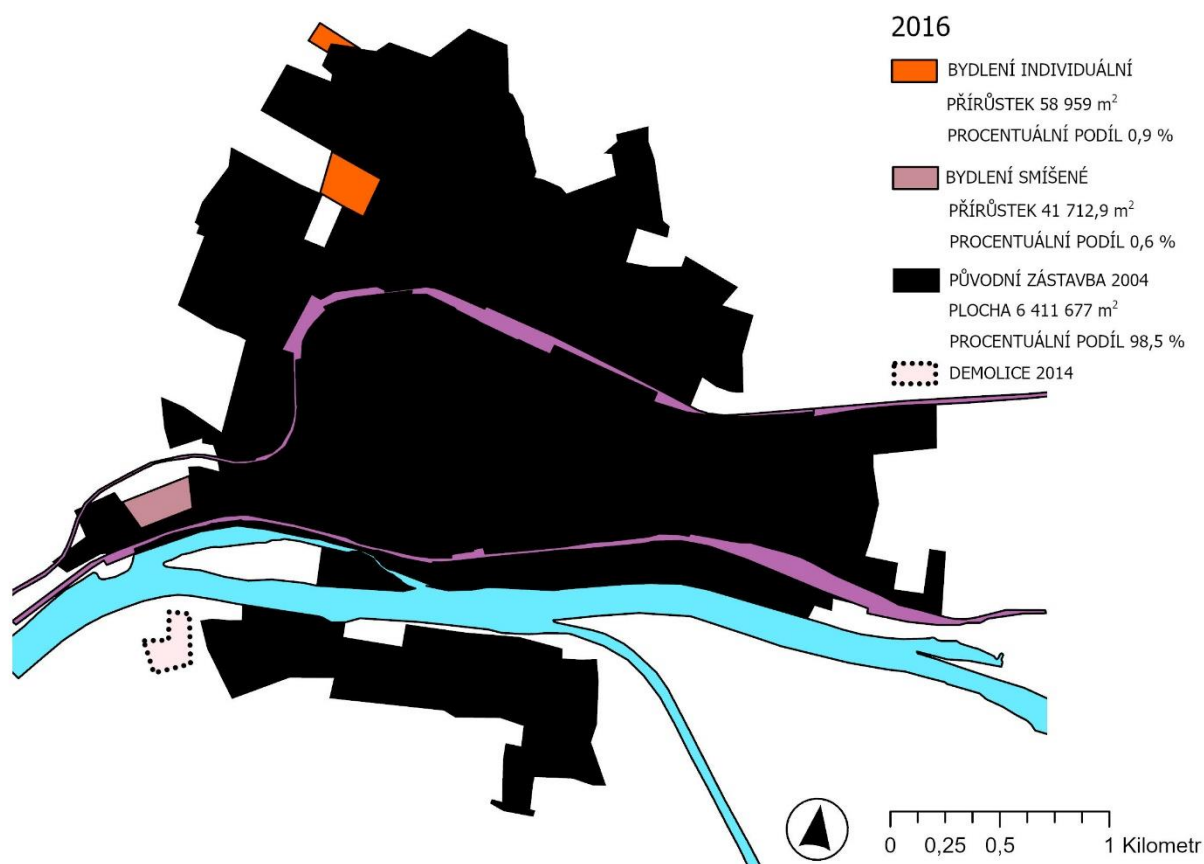 2016
BYDLENÍ INDIVIDUÁLNÍ
PŘÍRŮSTEK 58 959 m²
PROCENTUÁLNÍ PODÍL 0,9 %
BYDLENÍ SMÍŠENÉ
PŘÍRŮSTEK 41 712,9 m²
PROCENTUÁLNÍ PODÍL 0,6 %
PŮVODNÍ ZÁSTAVBA 2004
PLOCHA 6 411 677 m²
PROCENTUÁLNÍ PODÍL 98,5 %
DEMOLICE 2014
0 0,25 0,5 1 Kilometr